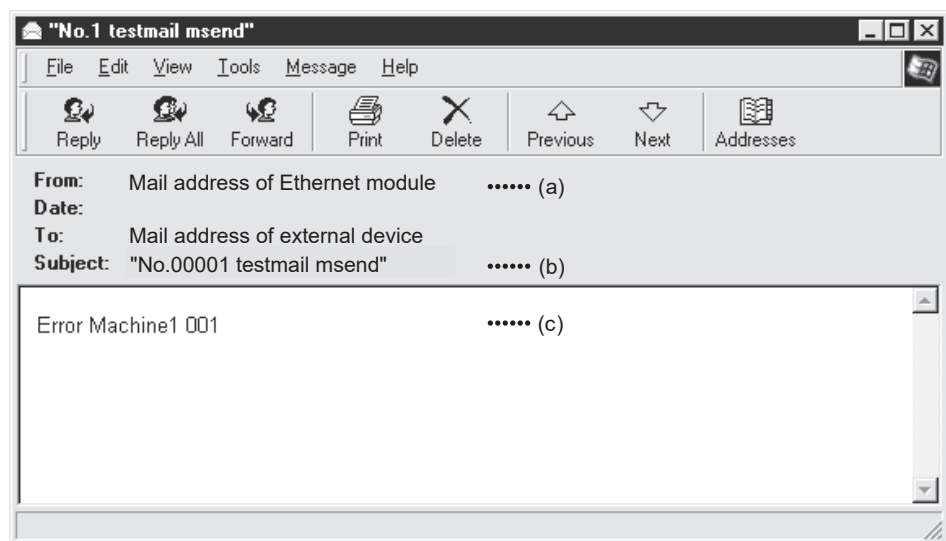 "No.1 testmail msend"
File Edit View Tools Message Help
Reply Reply All Forward Print Delete Previous Next Addresses
From: Mail address of Ethernet module •••••• (a)
Date:
To: Mail address of external device
Subject: "No.00001 testmail msend" •••••• (b)
Error Machine1 001 •••••• (c)